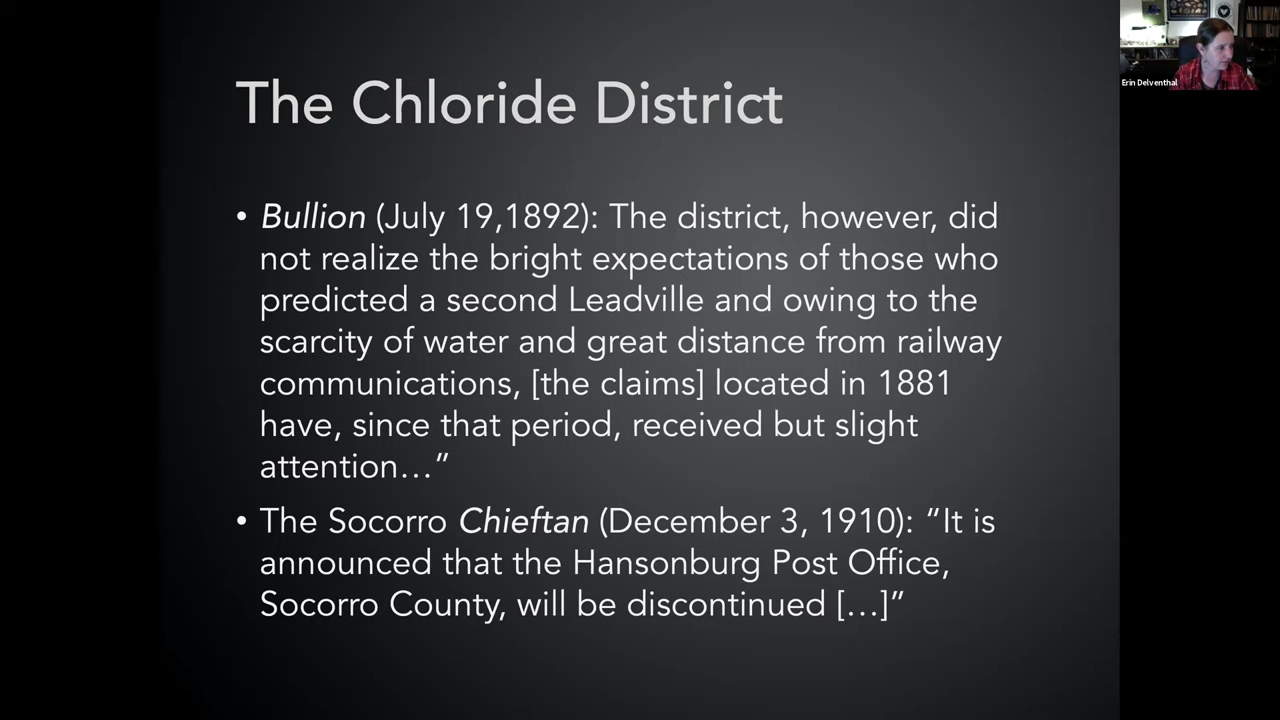 The Chloride District
• Bullion (July 19,1892): The district, however, did
not realize the bright expectations of those who
predicted a second Leadville and owing to the
scarcity of water and great distance from railway
communications, [the claims] located in 1881
have, since that period, received but slight
attention…”
• The Socorro Chieftan (December 3, 1910): “It is
announced that the Hansonburg Post Office,
Socorro County, will be discontinued […]”
Erin Delventhal